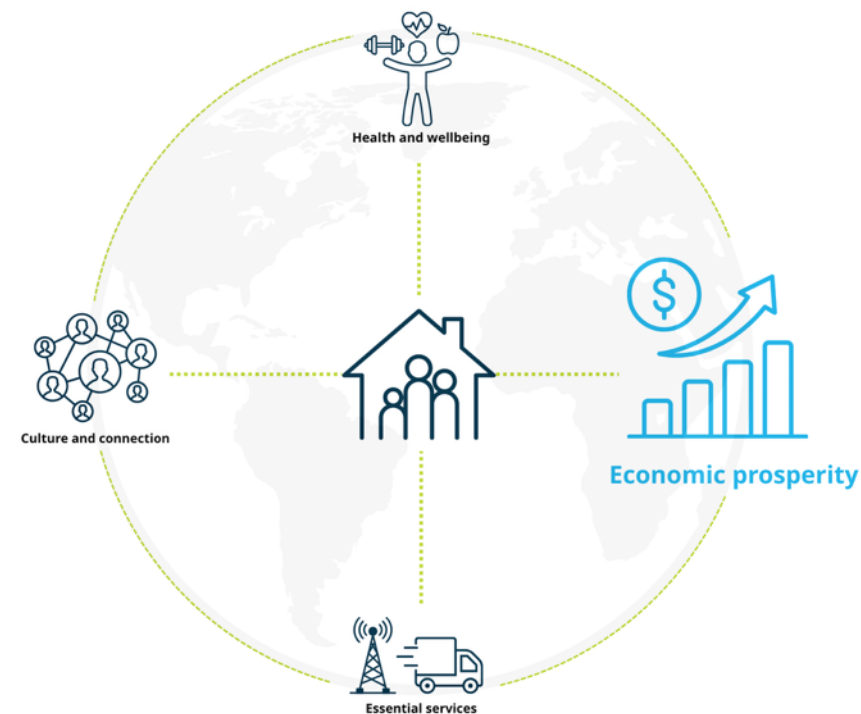 Health and wellbeing
$
Culture and connection
Economic prosperity
Essential services